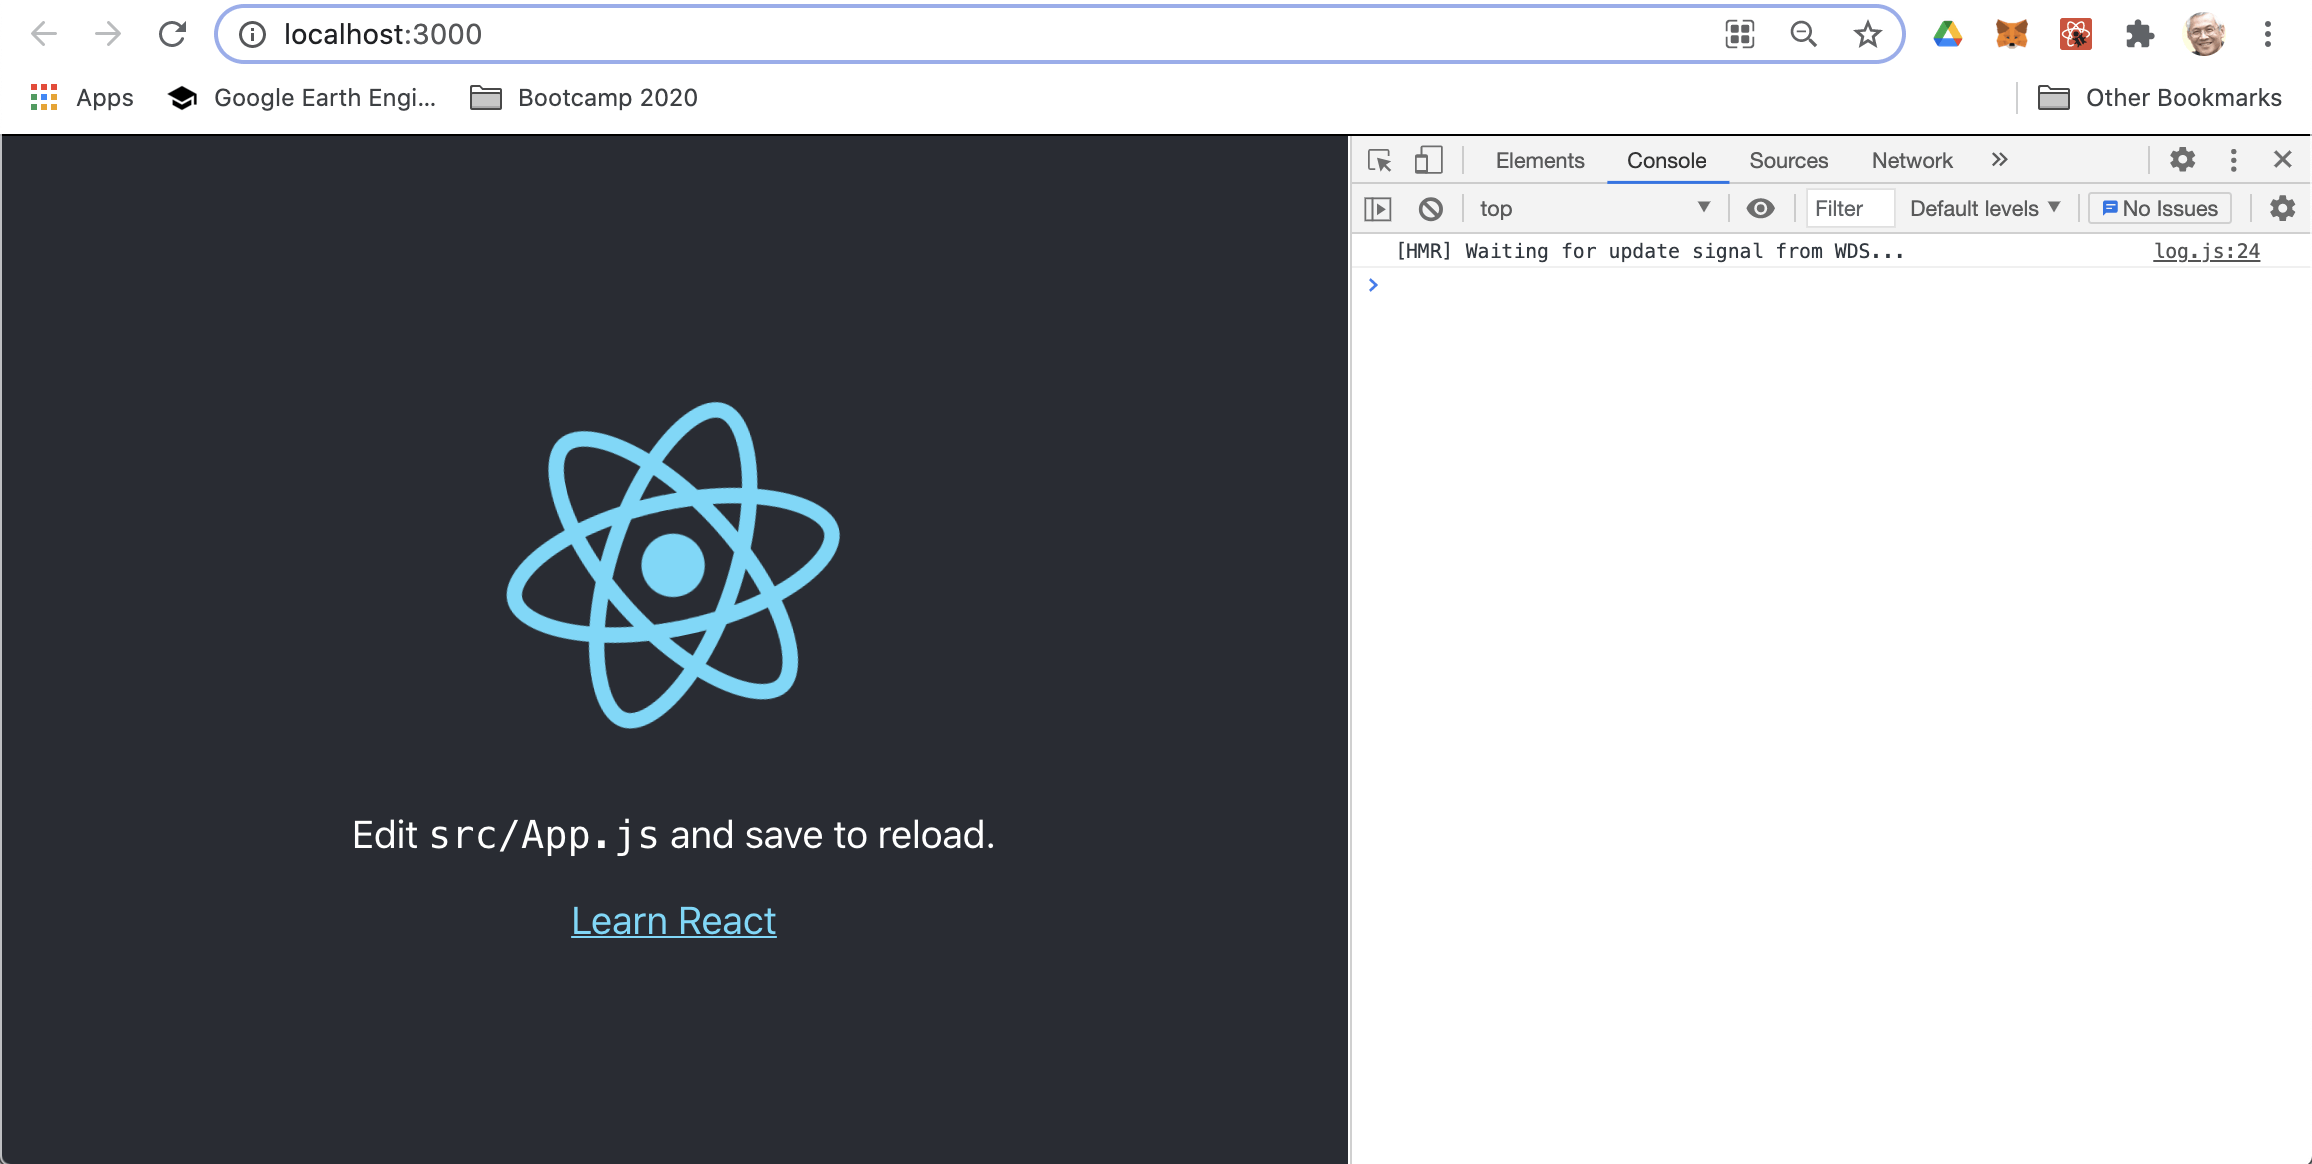 localhost:3000
Apps Google Earth Engi... Bootcamp 2020 Other Bookmarks
Elements Console Sources Network
top Filter Default levels No Issues
[HMR] Waiting for update signal from WDS... log.js:24
Edit src/App.js and save to reload.
Learn React